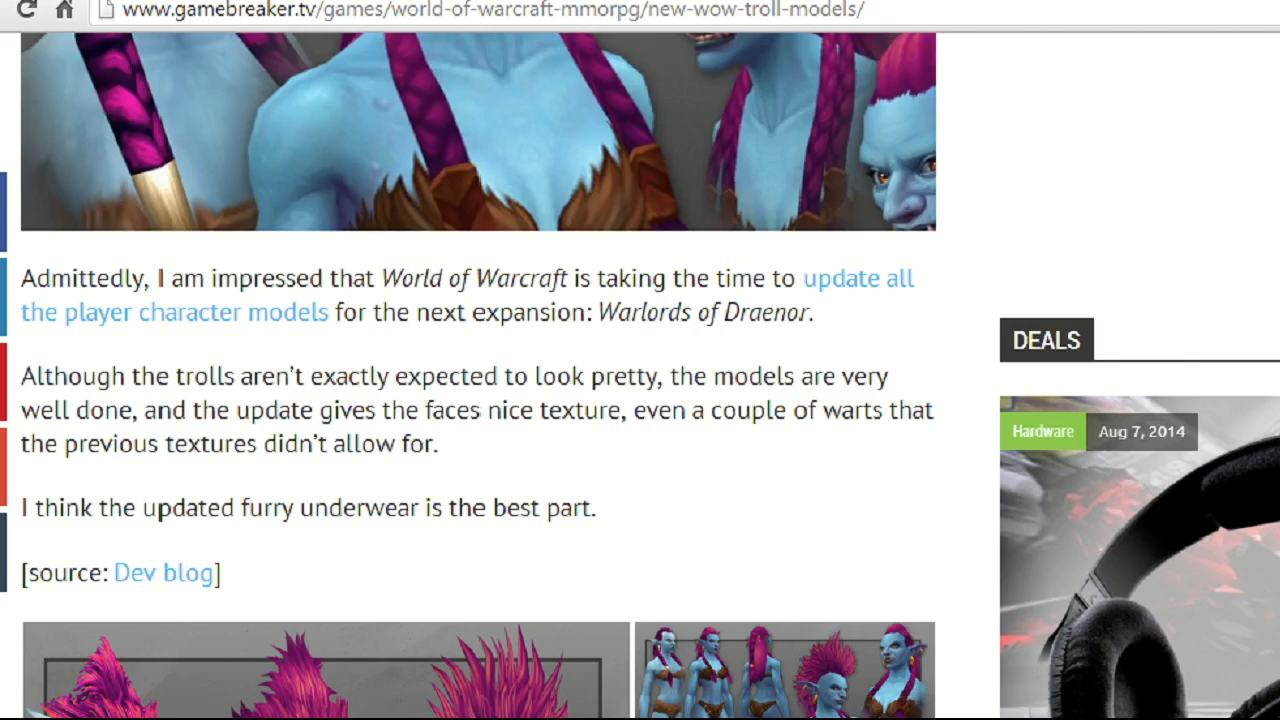 www.gamebreaker.tv/games/world-of-warcraft-mmorpg/new-wow-troll-models/
Admittedly, I am impressed that World of Warcraft is taking the time to update all
the player character models for the next expansion: Warlords of Draenor.
Although the trolls aren't exactly expected to look pretty, the models are very
well done, and the update gives the faces nice texture, even a couple of warts that
the previous textures didn't allow for.
I think the updated furry underwear is the best part.
[source: Dev blog]
DEALS
Hardware Aug 7, 2014